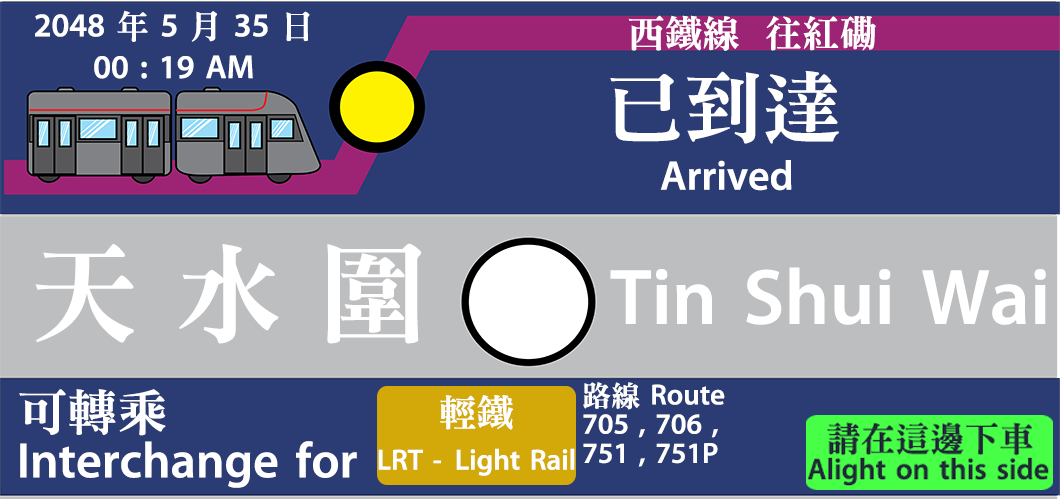 2048 年 5 月 35 日
00 : 19 AM
西鐵線 往紅磡
已到達
Arrived
天水圍 Tin Shui Wai
可轉乘
Interchange for
輕鐵
LRT - Light Rail
路線 Route
705 , 706 ,
751 , 751P
請在這邊下車
Alight on this side